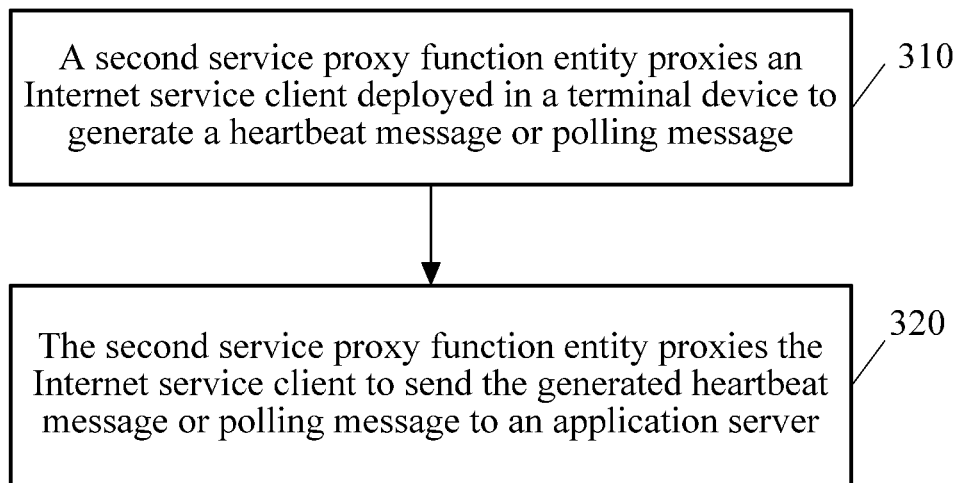 A second service proxy function entity proxies an
Internet service client deployed in a terminal device to
generate a heartbeat message or polling message
310
The second service proxy function entity proxies the
Internet service client to send the generated heartbeat
message or polling message to an application server
320